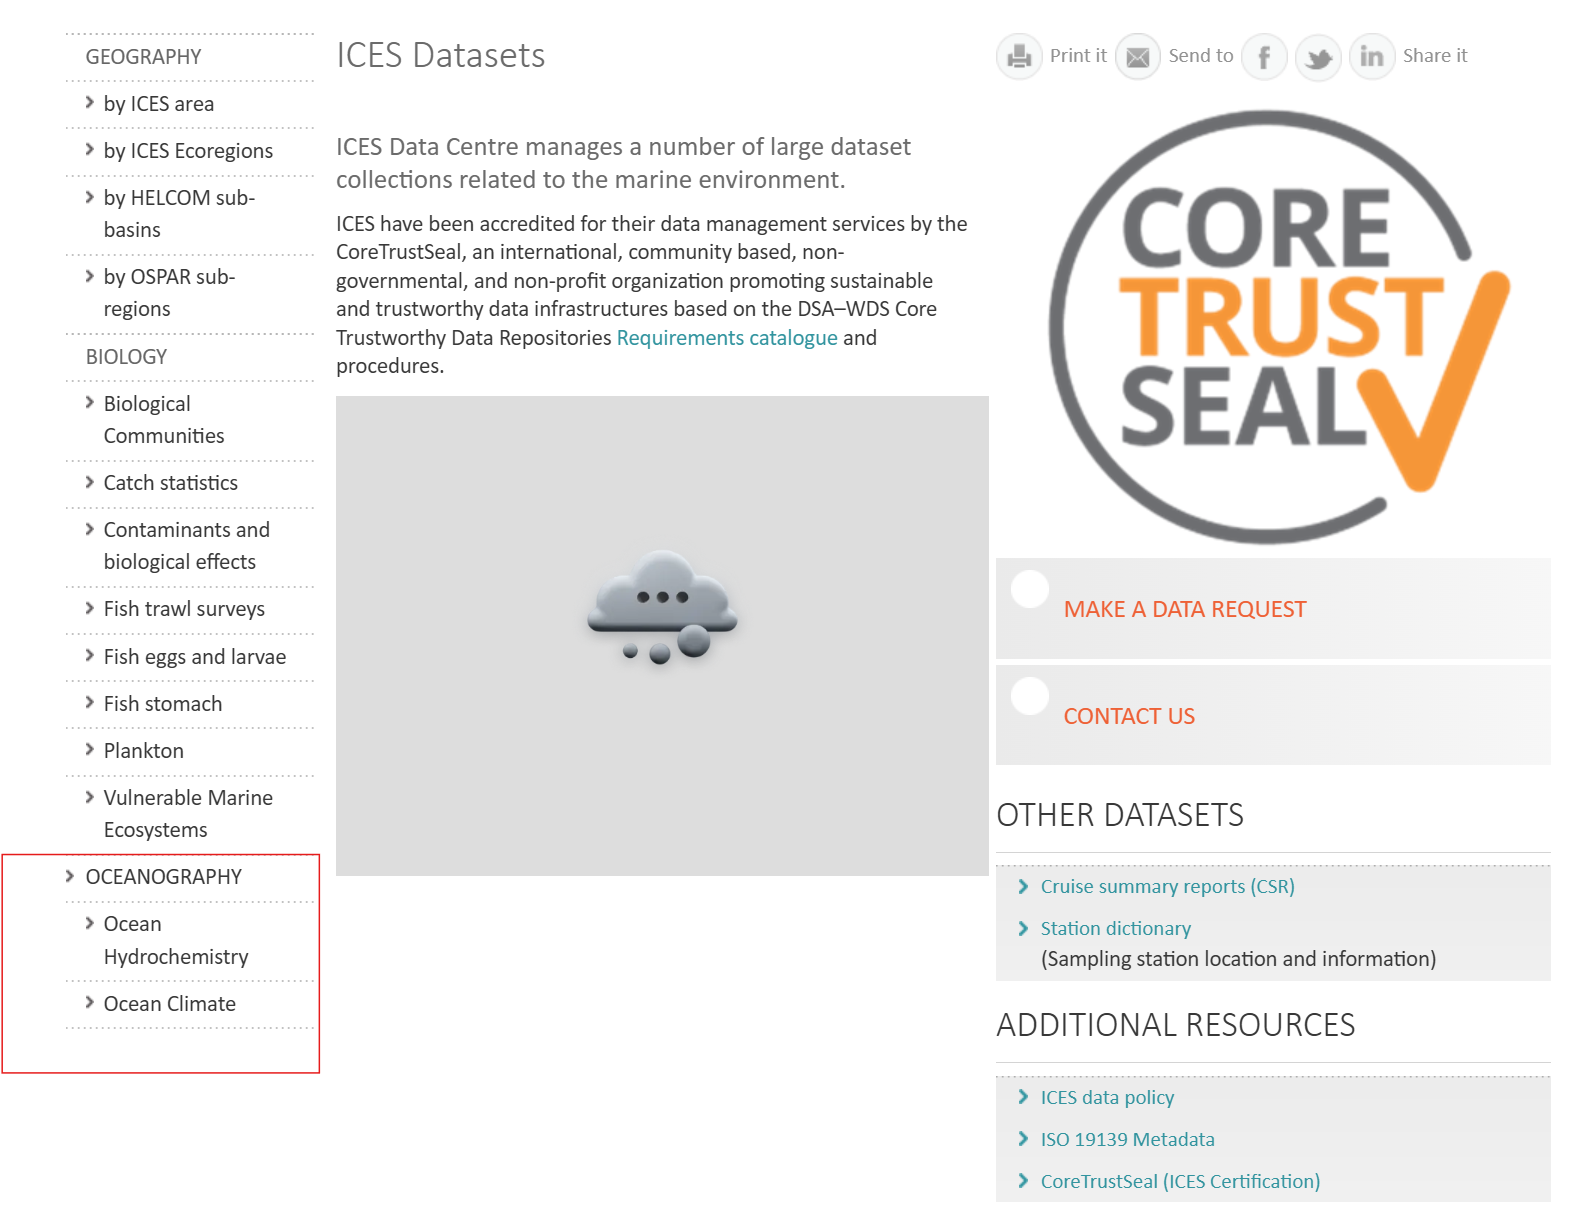 GEOGRAPHY
by ICES area
by ICES Ecoregions
by HELCOM sub-
basins
by OSPAR sub-
regions
BIOLOGY
Biological
Communities
Catch statistics
Contaminants and
biological effects
Fish trawl surveys
Fish eggs and larvae
Fish stomach
Plankton
Vulnerable Marine
Ecosystems
OCEANOGRAPHY
Ocean
Hydrochemistry
Ocean Climate
ICES Datasets
ICES Data Centre manages a number of large dataset
collections related to the marine environment.
ICES have been accredited for their data management services by the
CoreTrustSeal, an international, community based, non-
governmental, and non-profit organization promoting sustainable
and trustworthy data infrastructures based on the DSA–WDS Core
Trustworthy Data Repositories Requirements catalogue and
procedures.
Print it Send to f in Share it
CORE
TRUST
SEAL
MAKE A DATA REQUEST
CONTACT US
OTHER DATASETS
Cruise summary reports (CSR)
Station dictionary
(Sampling station location and information)
ADDITIONAL RESOURCES
ICES data policy
ISO 19139 Metadata
CoreTrustSeal (ICES Certification)